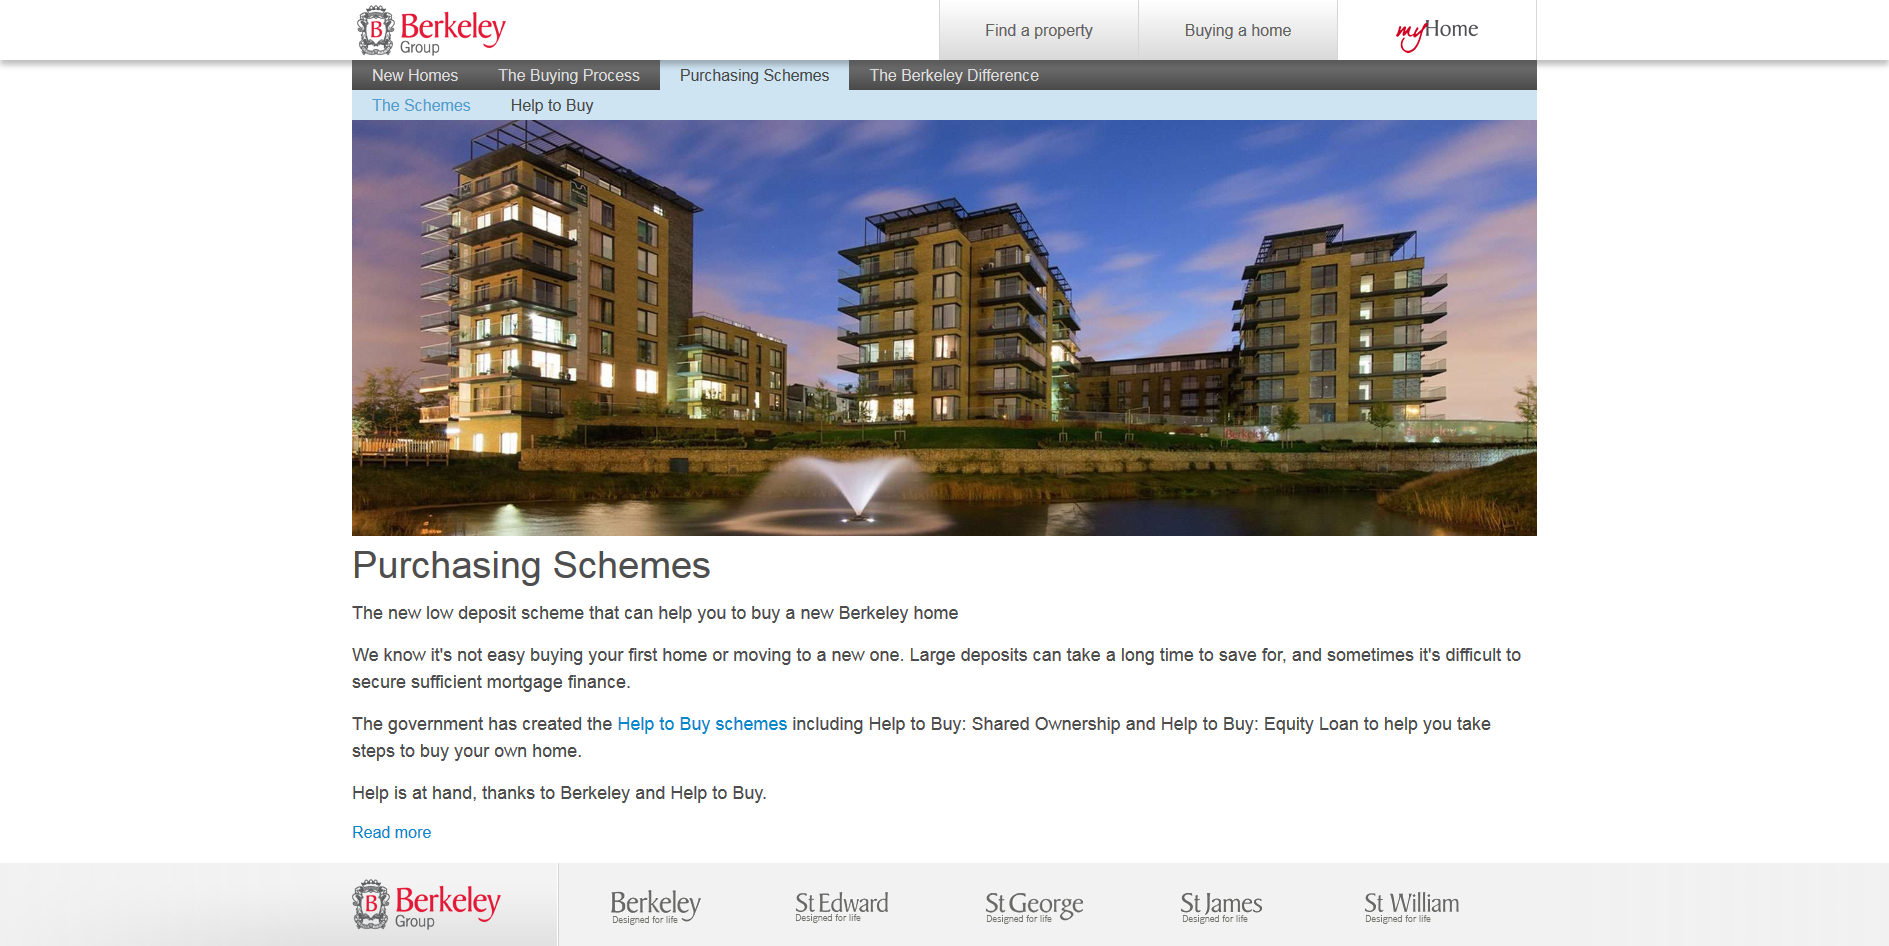 B Berkeley
Group
Find a property
Buying a home
myHome
New Homes
The Buying Process
Purchasing Schemes
The Berkeley Difference
The Schemes
Help to Buy
Purchasing Schemes
The new low deposit scheme that can help you to buy a new Berkeley home
We know it's not easy buying your first home or moving to a new one. Large deposits can take a long time to save for, and sometimes it's difficult to
secure sufficient mortgage finance.
The government has created the Help to Buy schemes including Help to Buy: Shared Ownership and Help to Buy: Equity Loan to help you take
steps to buy your own home.
Help is at hand, thanks to Berkeley and Help to Buy.
Read more
B Berkeley
Group
Berkeley
Designed for life
St Edward
Designed for life
St George
Designed for life
St James
Designed for life
St William
Designed for life